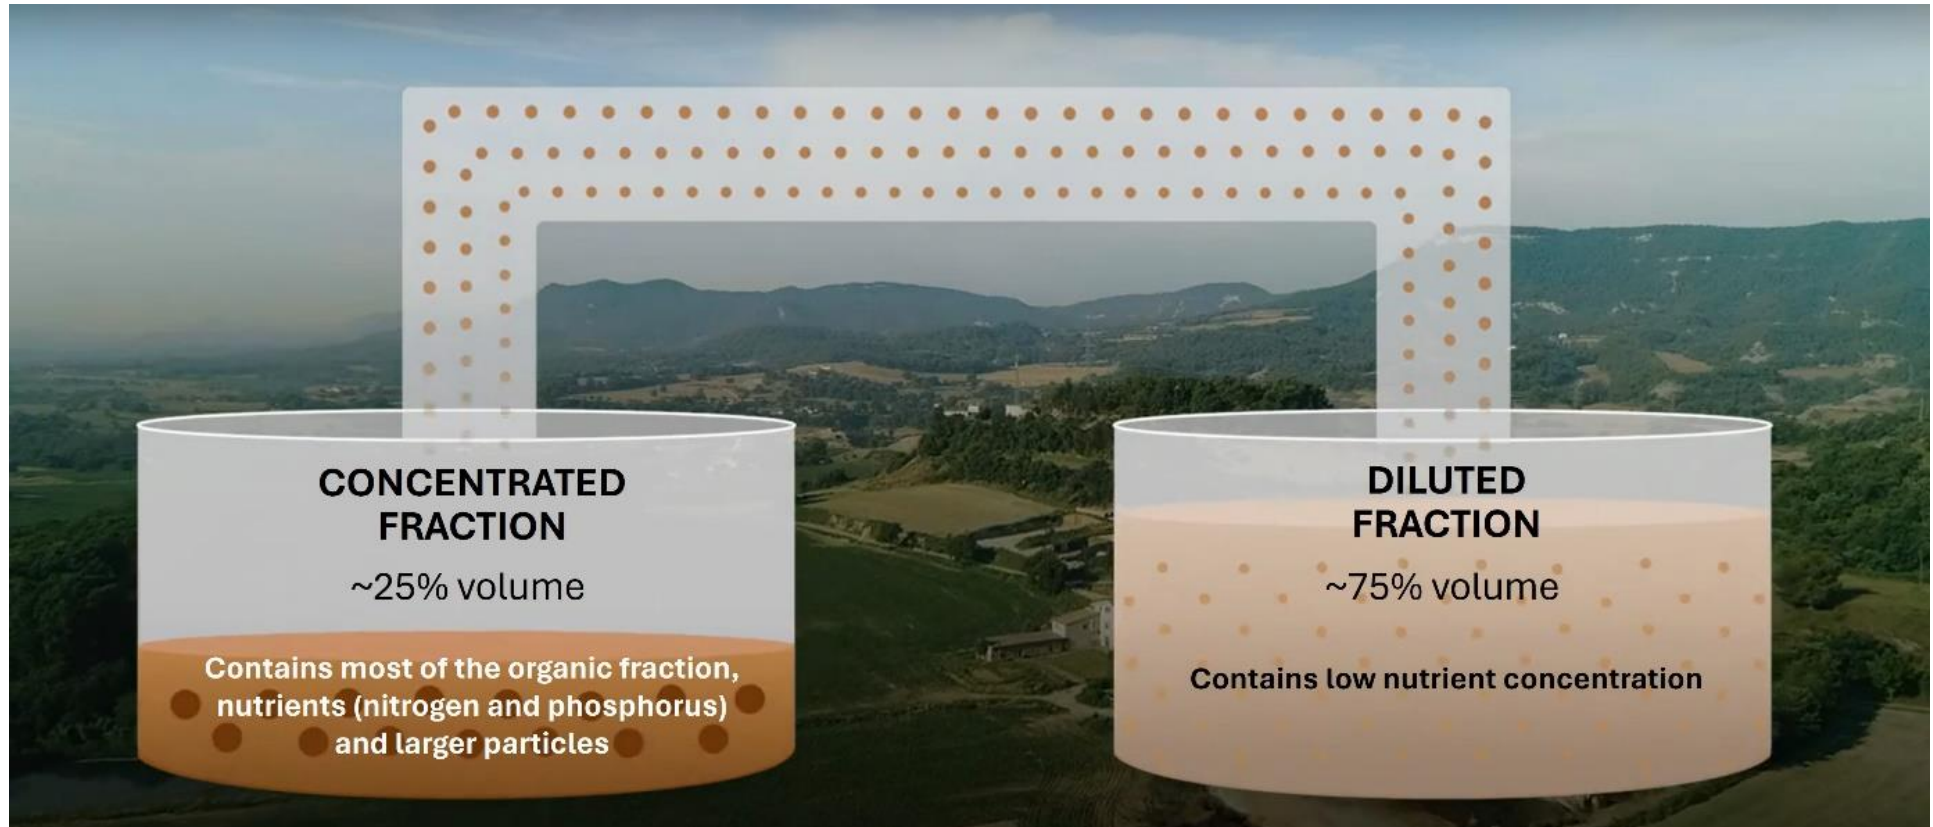 CONCENTRATED
FRACTION
~25% volume
Contains most of the organic fraction,
nutrients (nitrogen and phosphorus)
and larger particles
DILUTED
FRACTION
~75% volume
Contains low nutrient concentration